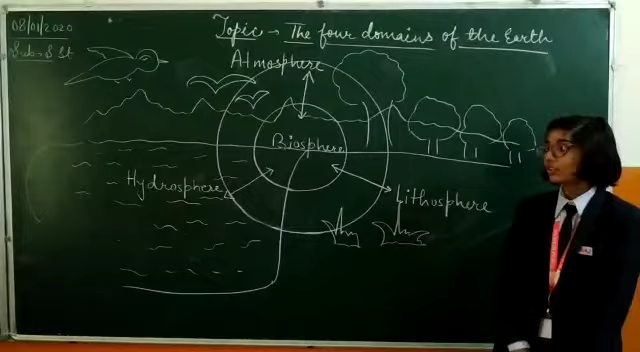 08/01/2020
Sub:- S.St
Topic → The four domains of the Earth
Atmosphere
Biosphere
Hydrosphere
Lithosphere